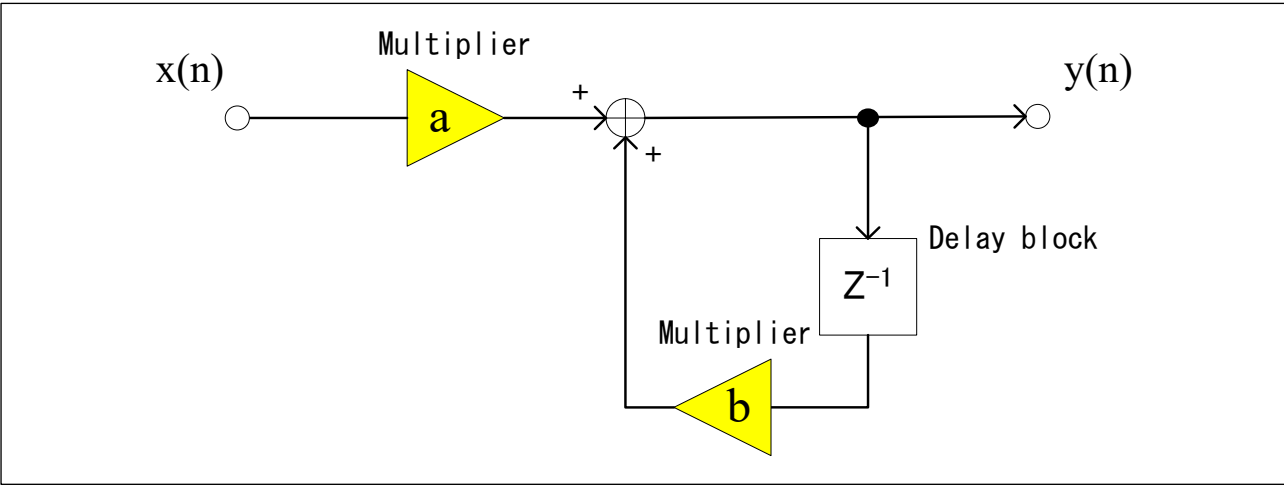 Multiplier
x(n)
y(n)
a
+
+
Delay block
Z⁻¹
Multiplier
b